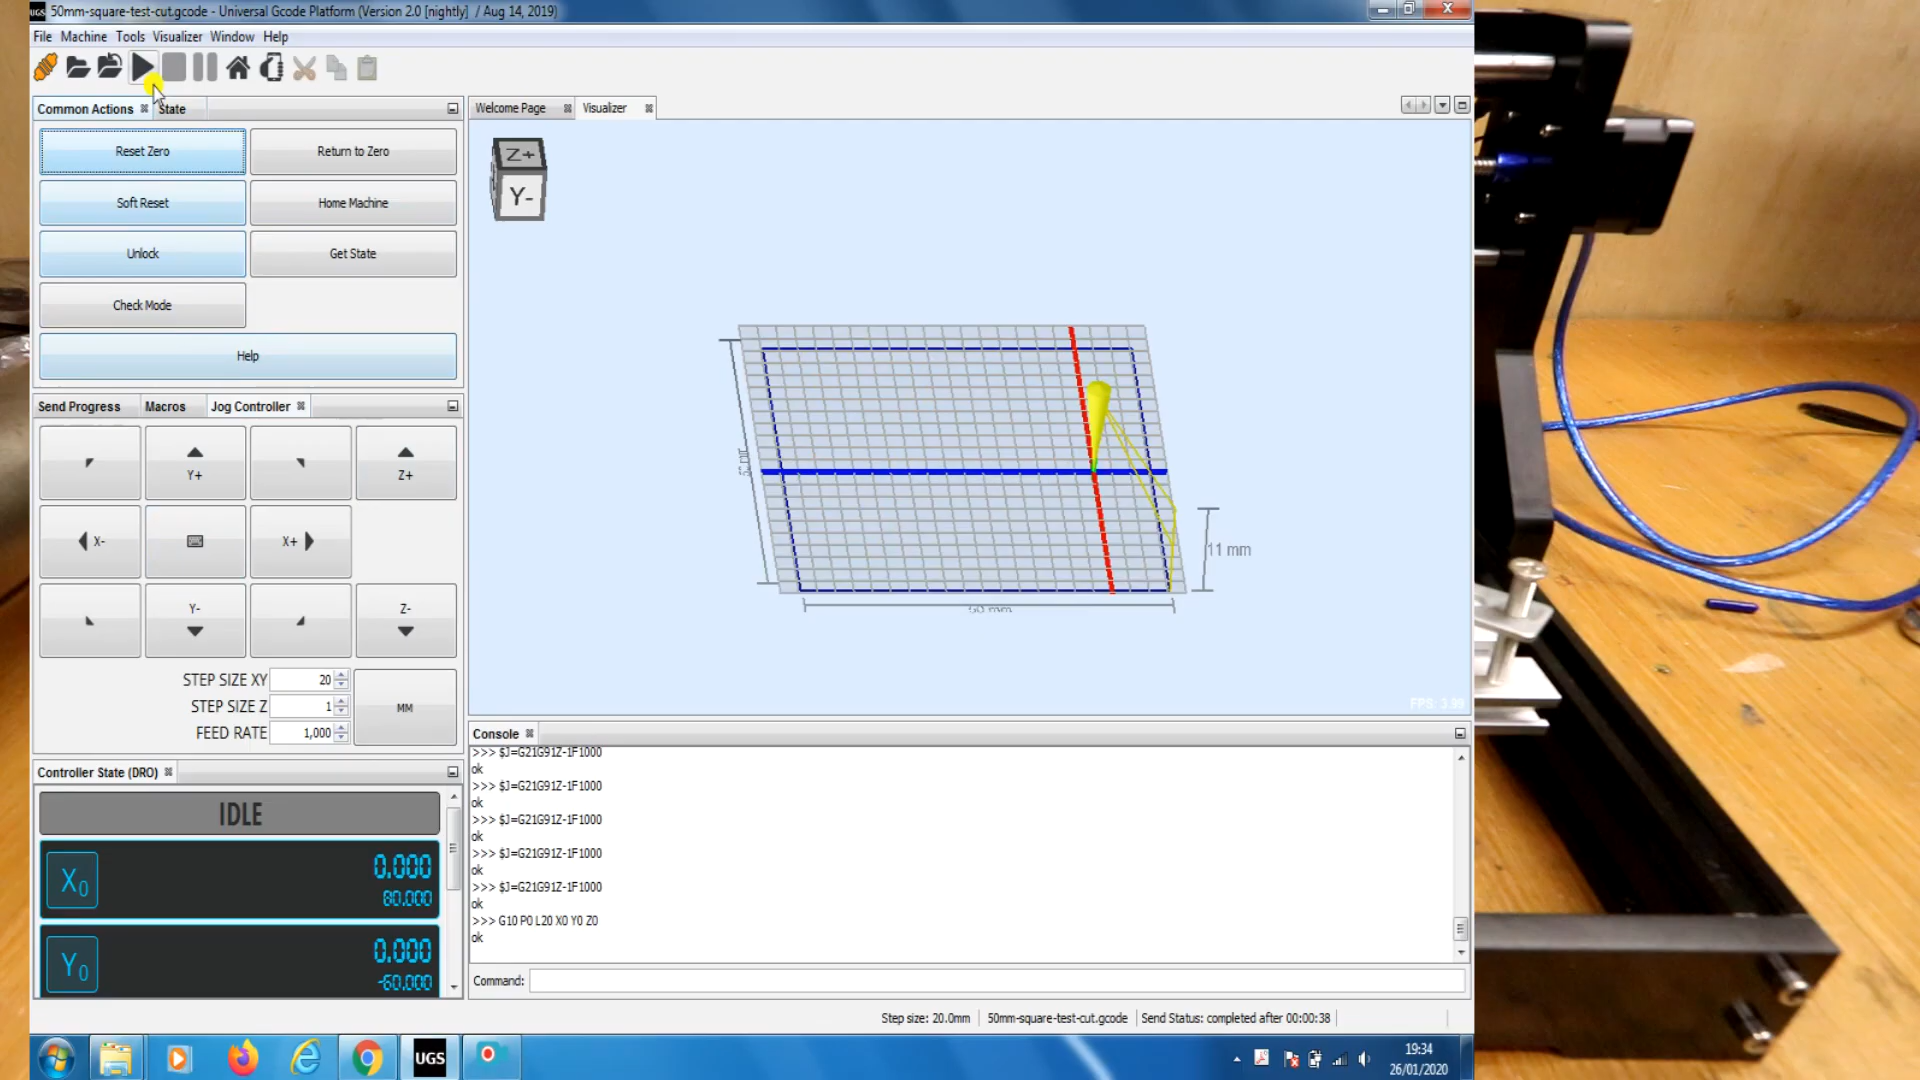 50mm-square-test-cut.gcode - Universal Gcode Platform (Version 2.0 [nightly] / Aug 14, 2019)
File Machine Tools Visualizer Window Help
Common Actions State
Welcome Page Visualizer
Reset Zero Return to Zero
Soft Reset Home Machine
Unlock Get State
Check Mode
Help
Z+
Y-
11 mm
Send Progress Macros Jog Controller
Y+ Z+
X- X+
Y- Z-
STEP SIZE XY 20
STEP SIZE Z 1
FEED RATE 1,000
MM
FPS: 3.99
Console
>>> $J=G21G91Z-1F1000
ok
>>> $J=G21G91Z-1F1000
ok
>>> $J=G21G91Z-1F1000
ok
>>> $J=G21G91Z-1F1000
ok
>>> $J=G21G91Z-1F1000
ok
>>> G10 P0 L20 X0 Y0 Z0
ok
Command:
Controller State (DRO)
IDLE
X0 0.000
80.000
Y0 0.000
-60.000
Step size: 20.0mm 50mm-square-test-cut.gcode Send Status: completed after 00:00:38
UGS
19:34
26/01/2020